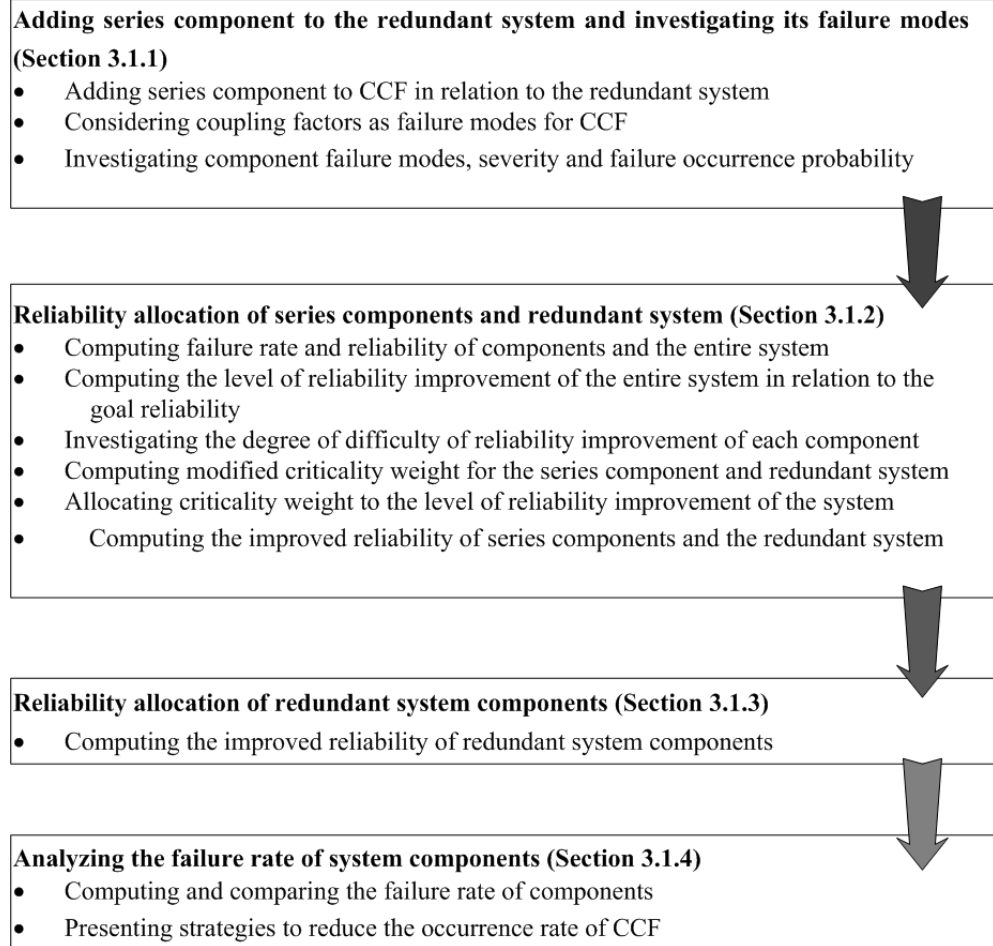 Adding series component to the redundant system and investigating its failure modes
(Section 3.1.1)
• Adding series component to CCF in relation to the redundant system
• Considering coupling factors as failure modes for CCF
• Investigating component failure modes, severity and failure occurrence probability
Reliability allocation of series components and redundant system (Section 3.1.2)
• Computing failure rate and reliability of components and the entire system
• Computing the level of reliability improvement of the entire system in relation to the
goal reliability
• Investigating the degree of difficulty of reliability improvement of each component
• Computing modified criticality weight for the series component and redundant system
• Allocating criticality weight to the level of reliability improvement of the system
• Computing the improved reliability of series components and the redundant system
Reliability allocation of redundant system components (Section 3.1.3)
• Computing the improved reliability of redundant system components
Analyzing the failure rate of system components (Section 3.1.4)
• Computing and comparing the failure rate of components
• Presenting strategies to reduce the occurrence rate of CCF